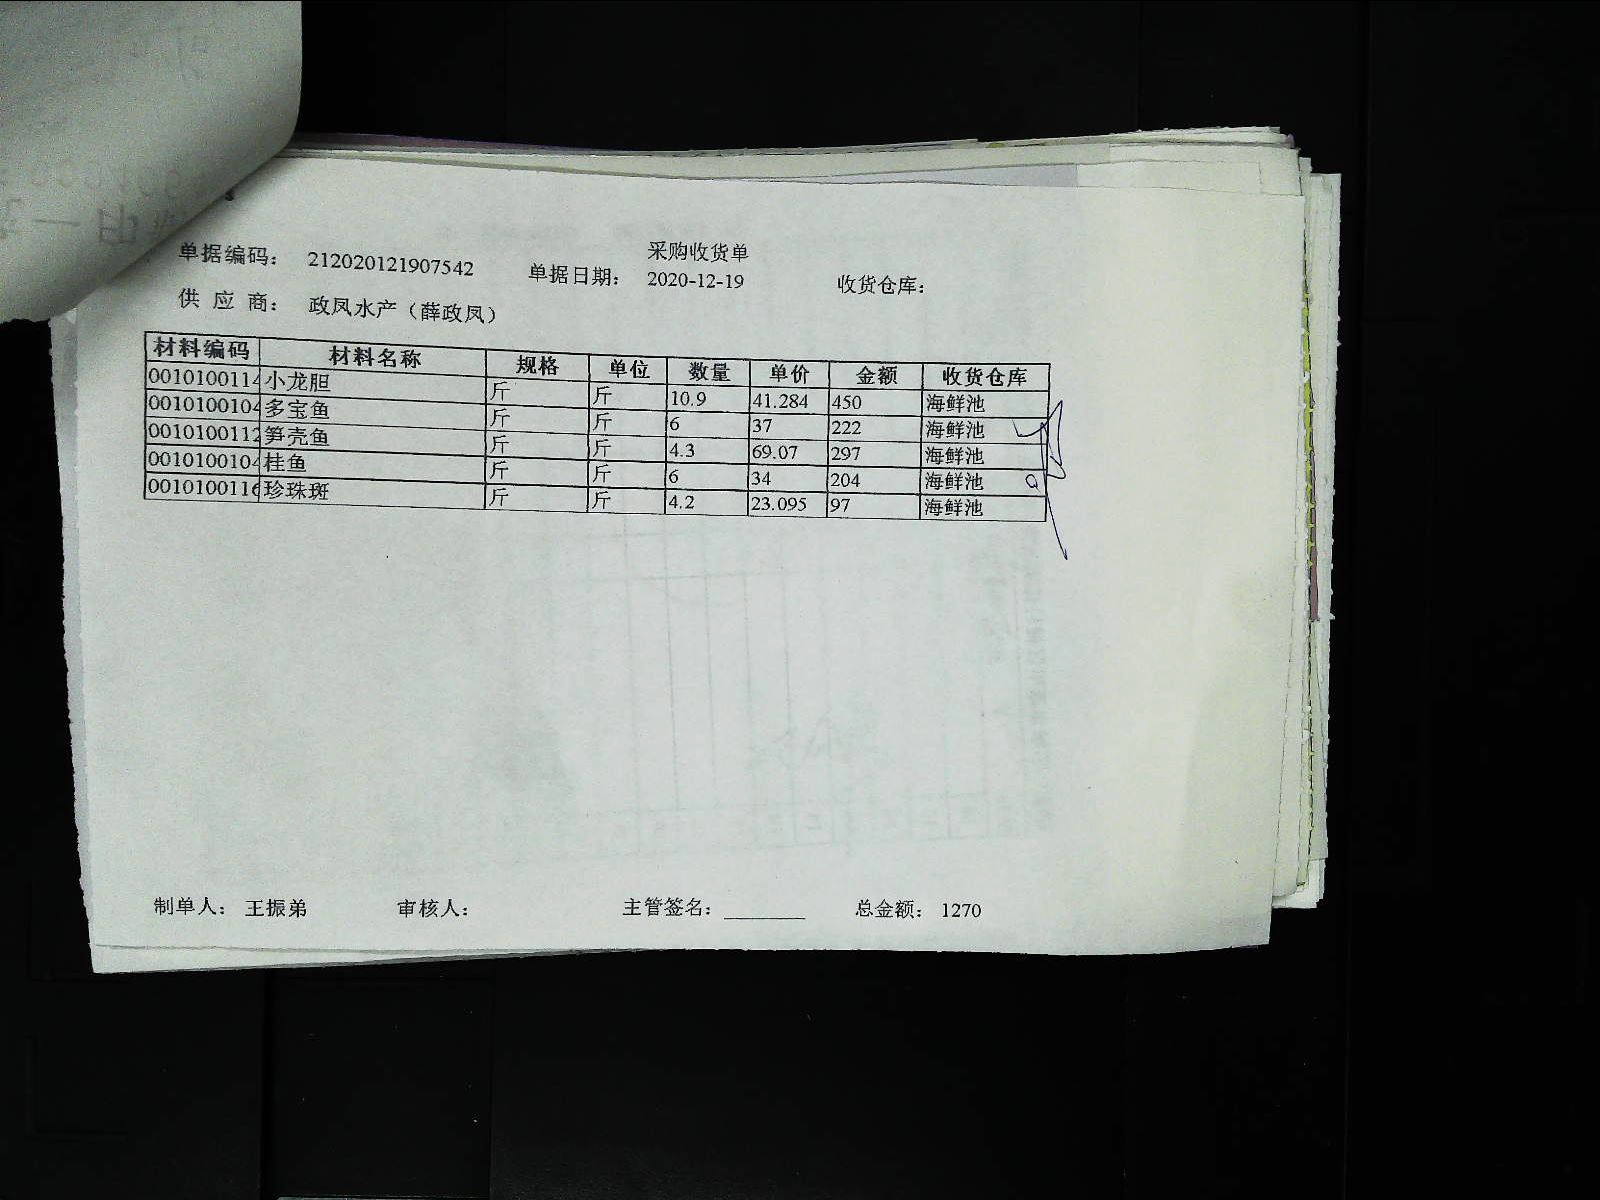 采购收货单
单据编码： 212020121907542 单据日期： 2020-12-19 收货仓库：
供 应 商： 政凤水产（薛政凤）
材料编码 材料名称 规格 单位 数量 单价 金额 收货仓库
0010100114 小龙胆 斤 斤 10.9 41.284 450 海鲜池
0010100104 多宝鱼 斤 斤 6 37 222 海鲜池
0010100112 笋壳鱼 斤 斤 4.3 69.07 297 海鲜池
0010100104 桂鱼 斤 斤 6 34 204 海鲜池
0010100116 珍珠斑 斤 斤 4.2 23.095 97 海鲜池
制单人： 王振弟 审核人： 主管签名： ________ 总金额： 1270